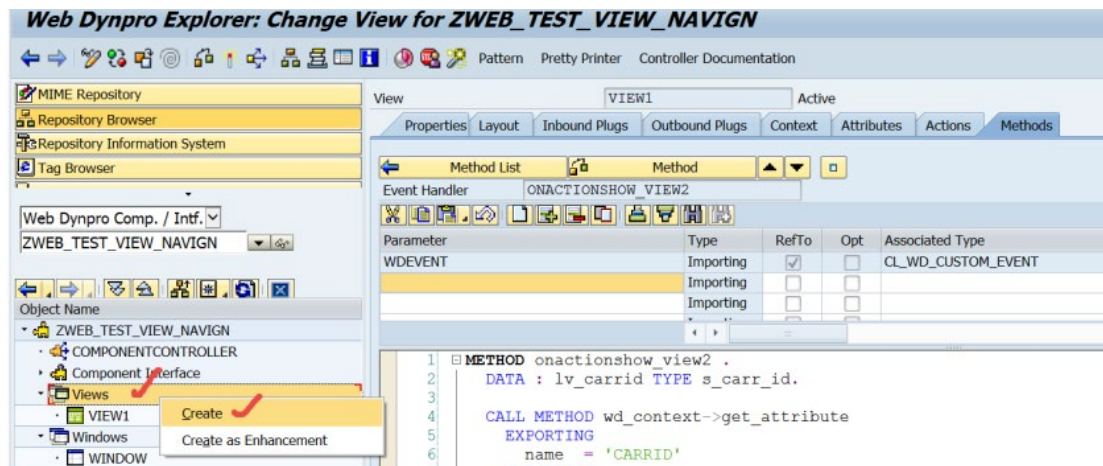 Web Dynpro Explorer: Change View for ZWEB_TEST_VIEW_NAVIGN
Pattern Pretty Printer Controller Documentation
MIME Repository
Repository Browser
Repository Information System
Tag Browser
Web Dynpro Comp. / Intf.
ZWEB_TEST_VIEW_NAVIGN
Object Name
ZWEB_TEST_VIEW_NAVIGN
COMPONENTCONTROLLER
Component Interface
Views
VIEW1
Windows
WINDOW
Create
Create as Enhancement
View VIEW1 Active
Properties Layout Inbound Plugs Outbound Plugs Context Attributes Actions Methods
Method List Method
Event Handler ONACTIONSHOW_VIEW2
Parameter Type RefTo Opt Associated Type
WDEVENT Importing CL_WD_CUSTOM_EVENT
Importing
Importing
1 METHOD onactionshow_view2 .
2 DATA : lv_carrid TYPE s_carr_id.
3
4 CALL METHOD wd_context->get_attribute
5 EXPORTING
6 name = 'CARRID'